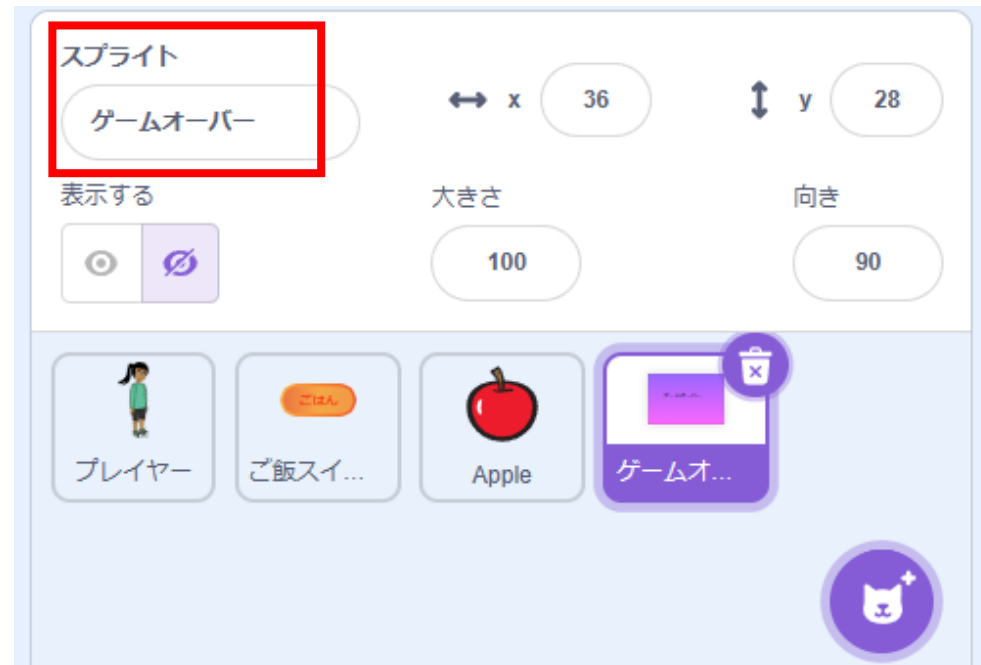 スプライト
ゲームオーバー
x 36
y 28
表示する
大きさ
向き
100
90
ごはん
プレイヤー
ご飯スイ...
Apple
ゲームオ...